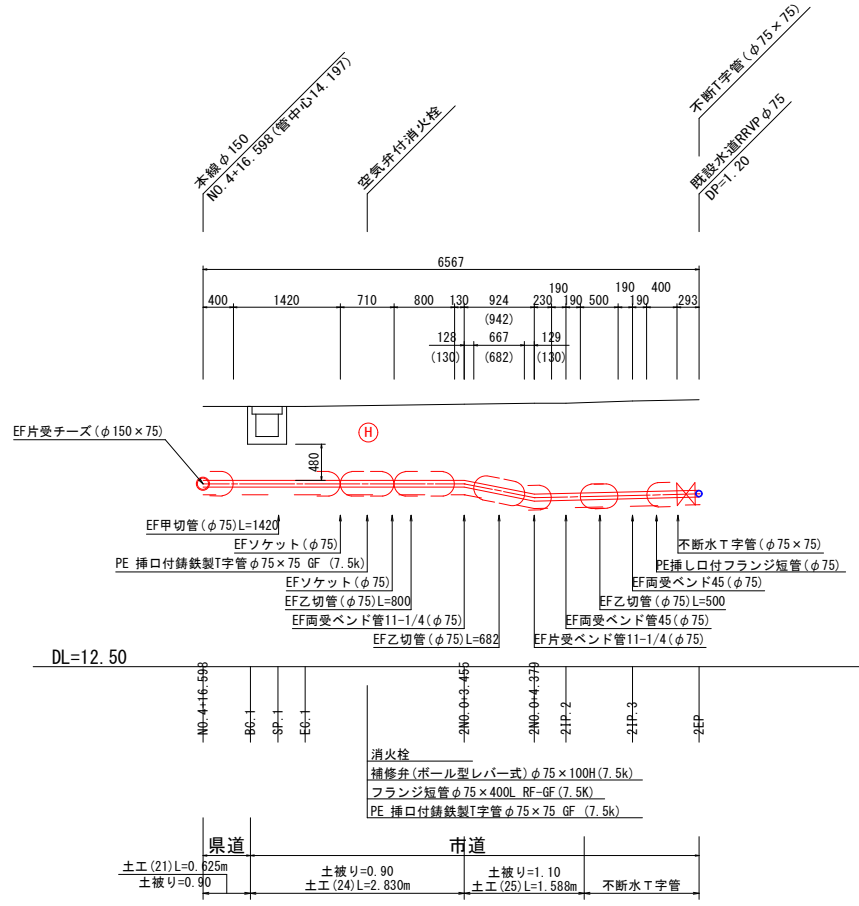 本線φ150
NO.4+16.598(管中心14.197)
空気弁付消火栓
不断T字管(φ75×75)
既設水道RRVPφ75
DP=1.20
6567
400
1420
710
800
130
924
(942)
230
190
190
500
190
190
400
293
128
(130)
667
(682)
129
(130)
EF片受チーズ(φ150×75)
H
480
EF甲切管(φ75)L=1420
EFソケット(φ75)
PE 挿口付鋳鉄製T字管φ75×75 GF (7.5k)
EFソケット(φ75)
EF乙切管(φ75)L=800
EF両受ベンド管11-1/4(φ75)
EF乙切管(φ75)L=682
不断水T字管(φ75×75)
PE挿し口付フランジ短管(φ75)
EF両受ベンド45(φ75)
EF乙切管(φ75)L=500
EF両受ベンド管45(φ75)
EF片受ベンド管11-1/4(φ75)
DL=12.50
NO.4+16.598
BC.1
SP.1
EC.1
2NO.0+3.455
2NO.0+4.379
2IP.2
2IP.3
2EP
消火栓
補修弁(ボール型レバー式)φ75×100H(7.5k)
フランジ短管φ75×400L RF-GF(7.5K)
PE 挿口付鋳鉄製T字管φ75×75 GF (7.5k)
県道
市道
土工(21)L=0.625m
土被り=0.90
土被り=0.90
土工(24)L=2.830m
土被り=1.10
土工(25)L=1.588m
不断水T字管